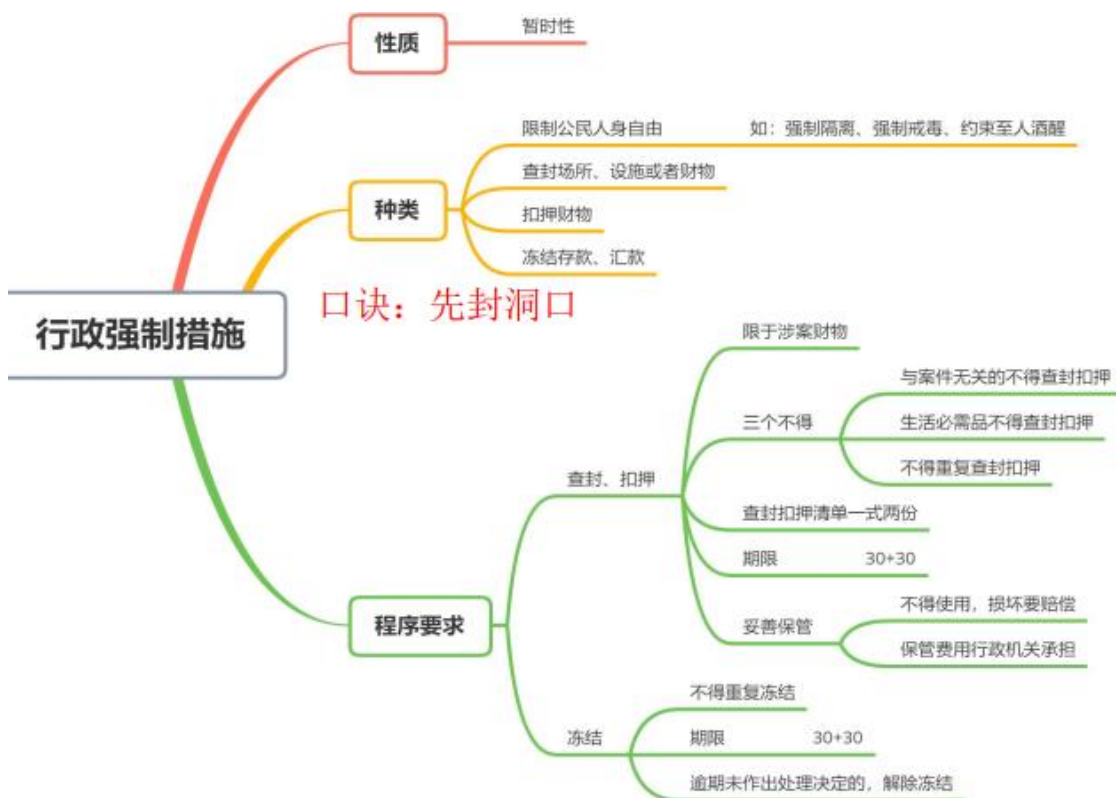 性质
暂时性
种类
限制公民人身自由
如：强制隔离、强制戒毒、约束至人酒醒
查封场所、设施或者财物
扣押财物
冻结存款、汇款
口诀：先封洞口
行政强制措施
程序要求
查封、扣押
限于涉案财物
三个不得
与案件无关的不得查封扣押
生活必需品不得查封扣押
不得重复查封扣押
查封扣押清单一式两份
期限 30+30
妥善保管
不得使用，损坏要赔偿
保管费用行政机关承担
冻结
不得重复冻结
期限 30+30
逾期未作出处理决定的，解除冻结